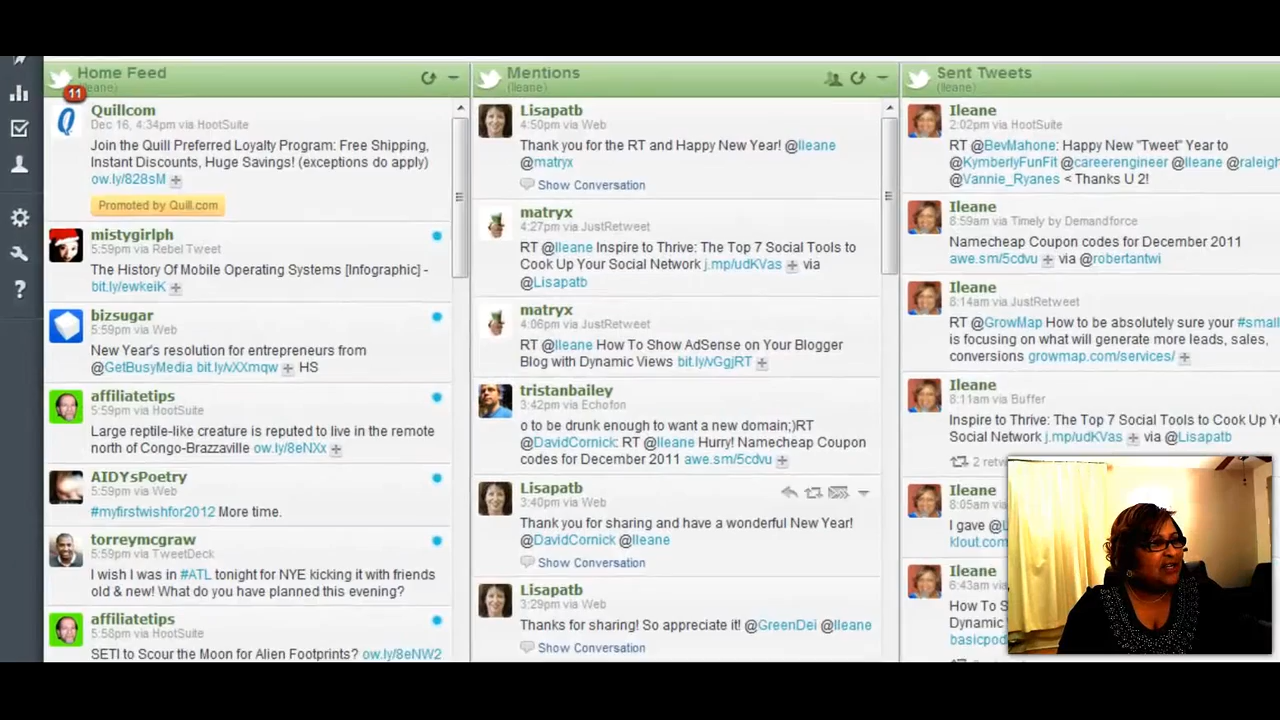 Home Feed
(Ileane)
11
Quillcom
Dec 16, 4:34pm via HootSuite
Join the Quill Preferred Loyalty Program: Free Shipping,
Instant Discounts, Huge Savings! (exceptions do apply)
ow.ly/828sM
Promoted by Quill.com
mistygirlph
5:59pm via Rebel Tweet
The History Of Mobile Operating Systems [Infographic] -
bit.ly/ewkeiK
bizsugar
5:59pm via Web
New Year's resolution for entrepreneurs from
@GetBusyMedia bit.ly/vXXmqw HS
affiliatetips
5:59pm via HootSuite
Large reptile-like creature is reputed to live in the remote
north of Congo-Brazzaville ow.ly/8eNXx
AIDYsPoetry
5:59pm via Web
#myfirstwishfor2012 More time.
torreymcgraw
5:59pm via TweetDeck
I wish I was in #ATL tonight for NYE kicking it with friends
old & new! What do you have planned this evening?
affiliatetips
5:58pm via HootSuite
SETI to Scour the Moon for Alien Footprints? ow.ly/8eNW2
Mentions
(Ileane)
Lisapatb
4:50pm via Web
Thank you for the RT and Happy New Year! @Ileane
@matryx
Show Conversation
matryx
4:27pm via JustRetweet
RT @Ileane Inspire to Thrive: The Top 7 Social Tools to
Cook Up Your Social Network j.mp/udKVas via
@Lisapatb
matryx
4:06pm via JustRetweet
RT @Ileane How To Show AdSense on Your Blogger
Blog with Dynamic Views bit.ly/vGgjRT
tristanbailey
3:42pm via Echofon
o to be drunk enough to want a new domain;)RT
@DavidCornick: RT @Ileane Hurry! Namecheap Coupon
codes for December 2011 awe.sm/5cdvu
Lisapatb
3:40pm via Web
Thank you for sharing and have a wonderful New Year!
@DavidCornick @Ileane
Show Conversation
Lisapatb
3:29pm via Web
Thanks for sharing! So appreciate it! @GreenDei @Ileane
Show Conversation
Sent Tweets
(Ileane)
Ileane
2:02pm via HootSuite
RT @BevMahone: Happy New "Tweet" Year to
@KymberlyFunFit @careerengineer @Ileane @raleigh
@Vannie_Ryanes < Thanks U 2!
Ileane
8:59am via Timely by Demandforce
Namecheap Coupon codes for December 2011
awe.sm/5cdvu via @robertantwi
Ileane
8:14am via JustRetweet
RT @GrowMap How to be absolutely sure your #small
is focusing on what will generate more leads, sales,
conversions growmap.com/services/
Ileane
8:11am via Buffer
Inspire to Thrive: The Top 7 Social Tools to Cook Up Yo
Social Network j.mp/udKVas via @Lisapatb
2 retw
Ileane
8:05am via
I gave @L
klout.com
Ileane
6:43am via
How To S
Dynamic
basicpod